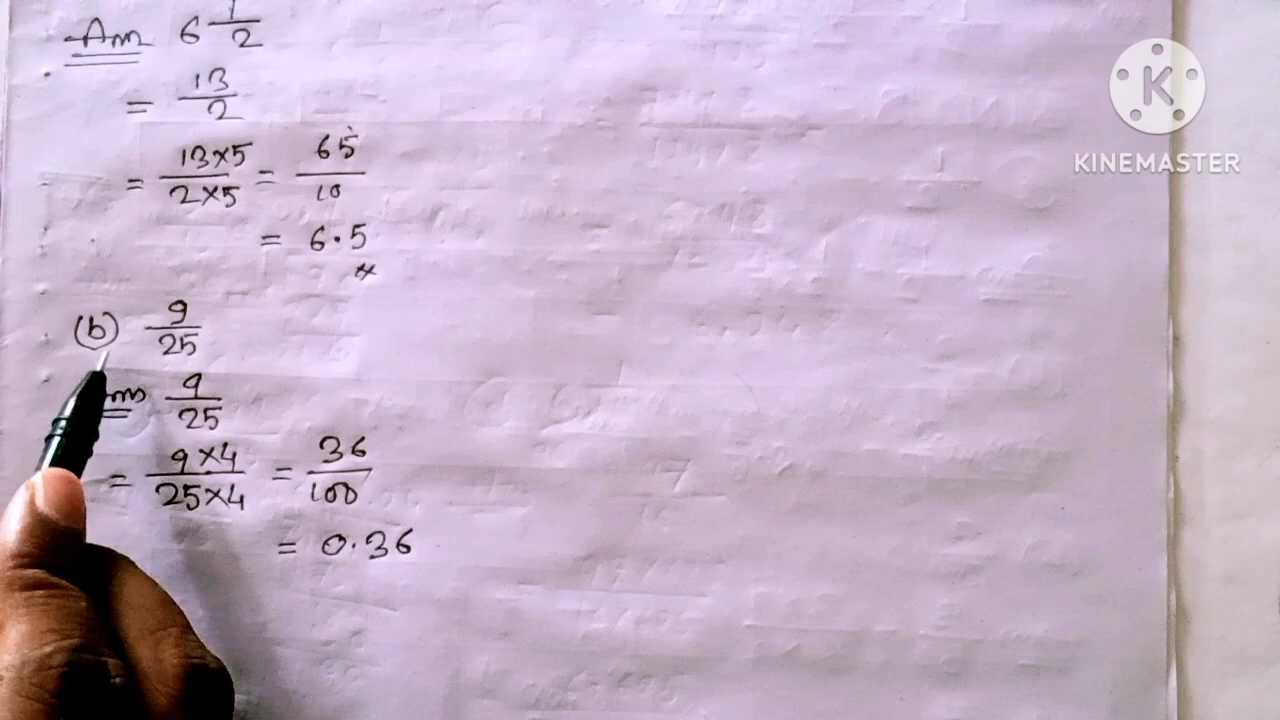 Ans 6 1/2
= 13/2
= 13×5/2×5 = 65/10
= 6.5
(b) 9/25
Ans 9/25
= 9×4/25×4 = 36/100
= 0.36
K
KINEMASTER